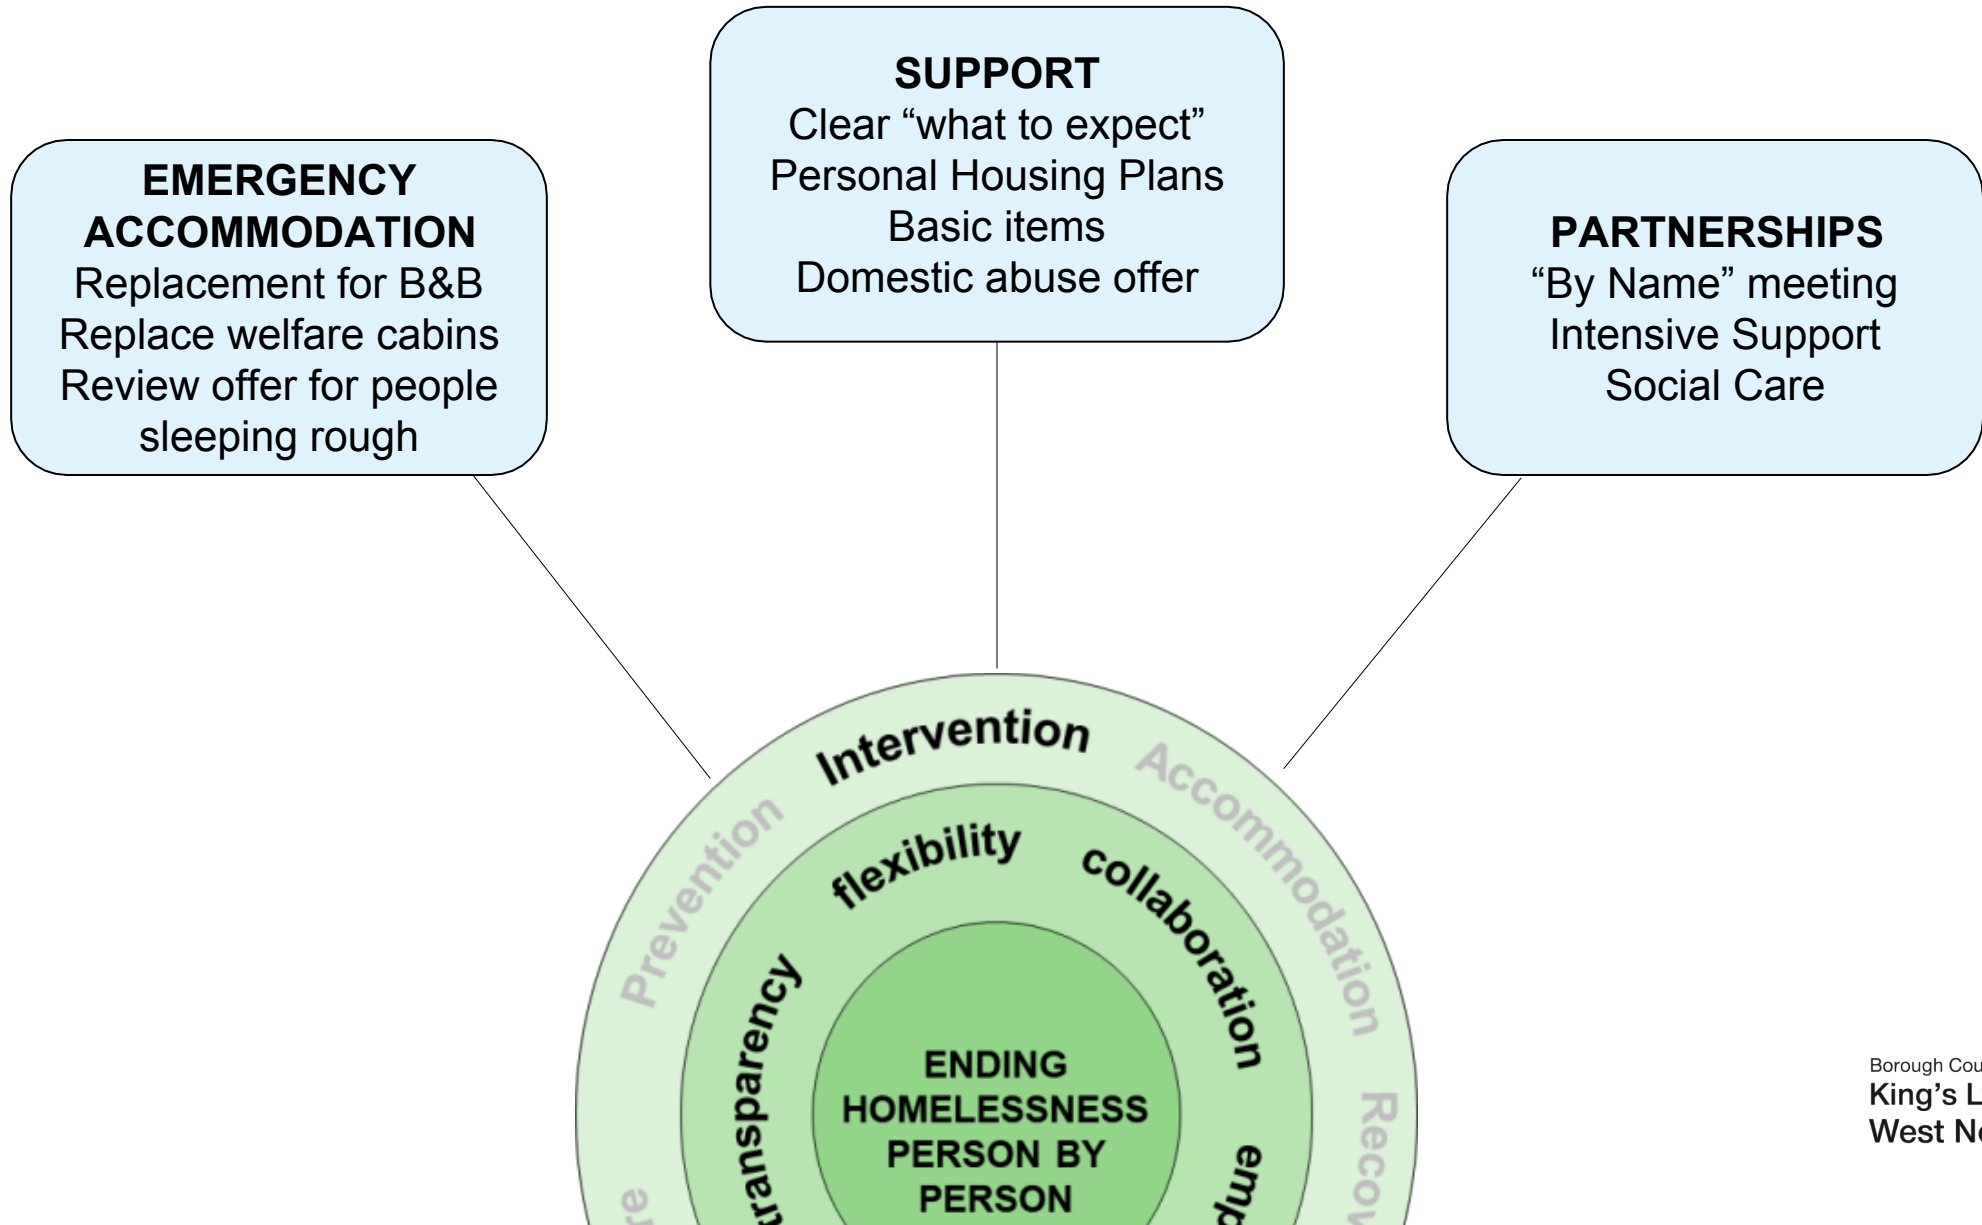 SUPPORT
Clear “what to expect”
Personal Housing Plans
Basic items
Domestic abuse offer
EMERGENCY
ACCOMMODATION
Replacement for B&B
Replace welfare cabins
Review offer for people
sleeping rough
PARTNERSHIPS
“By Name” meeting
Intensive Support
Social Care
Prevention
Intervention
Accommodation
transparency
flexibility
collaboration
ENDING
HOMELESSNESS
PERSON BY
PERSON
Borough
King’s
West